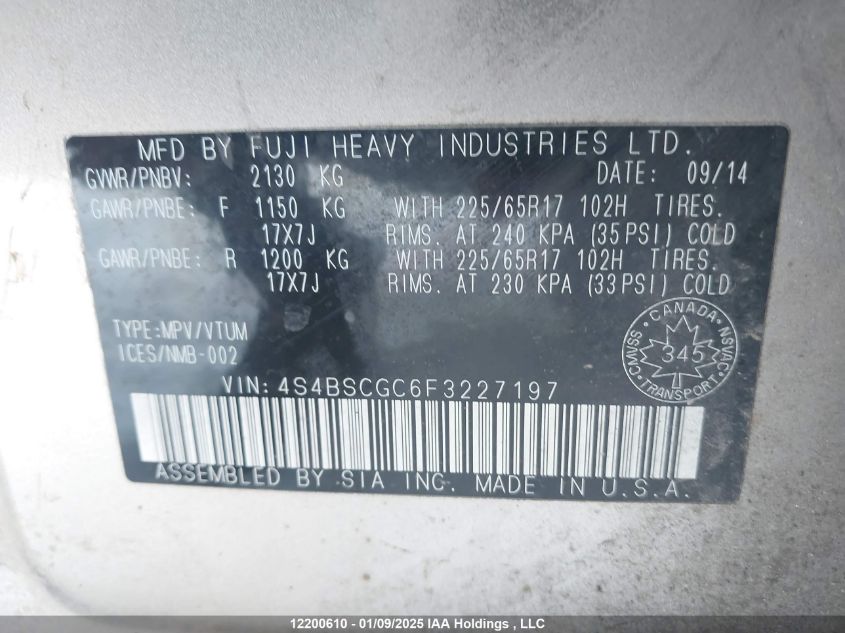 MFD BY FUJI HEAVY INDUSTRIES LTD.
GVWR/PNBV: 2130 KG DATE: 09/14
GAWR/PNBE: F 1150 KG WITH 225/65R17 102H TIRES.
17X7J RIMS. AT 240 KPA (35PSI) COLD
GAWR/PNBE: R 1200 KG WITH 225/65R17 102H TIRES.
17X7J RIMS. AT 230 KPA (33PSI) COLD
TYPE:MPV/VTUM
ICES/NMB-002
CANADA
CMVSS 345 NSVAC
TRANSPORT
VIN: 4S4BSCGC6F3227197
ASSEMBLED BY SIA INC. MADE IN U.S.A.
12200610 - 01/09/2025 IAA Holdings , LLC